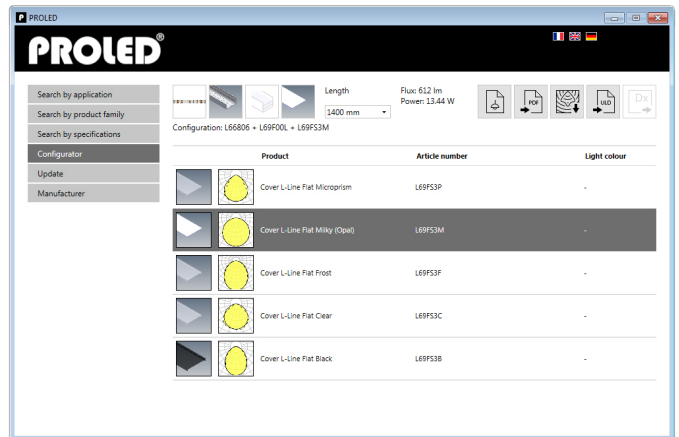 P PROLED
PROLED®
Search by application
Search by product family
Search by specifications
Configurator
Update
Manufacturer
Length
1400 mm
Flux: 612 lm
Power: 13.44 W
PDF
ULD
Dx
Configuration: L66806 + L69F00L + L69FS3M
Product Article number Light colour
Cover L-Line Flat Microprism L69FS3P -
Cover L-Line Flat Milky (Opal) L69FS3M -
Cover L-Line Flat Frost L69FS3F -
Cover L-Line Flat Clear L69FS3C -
Cover L-Line Flat Black L69FS3B -